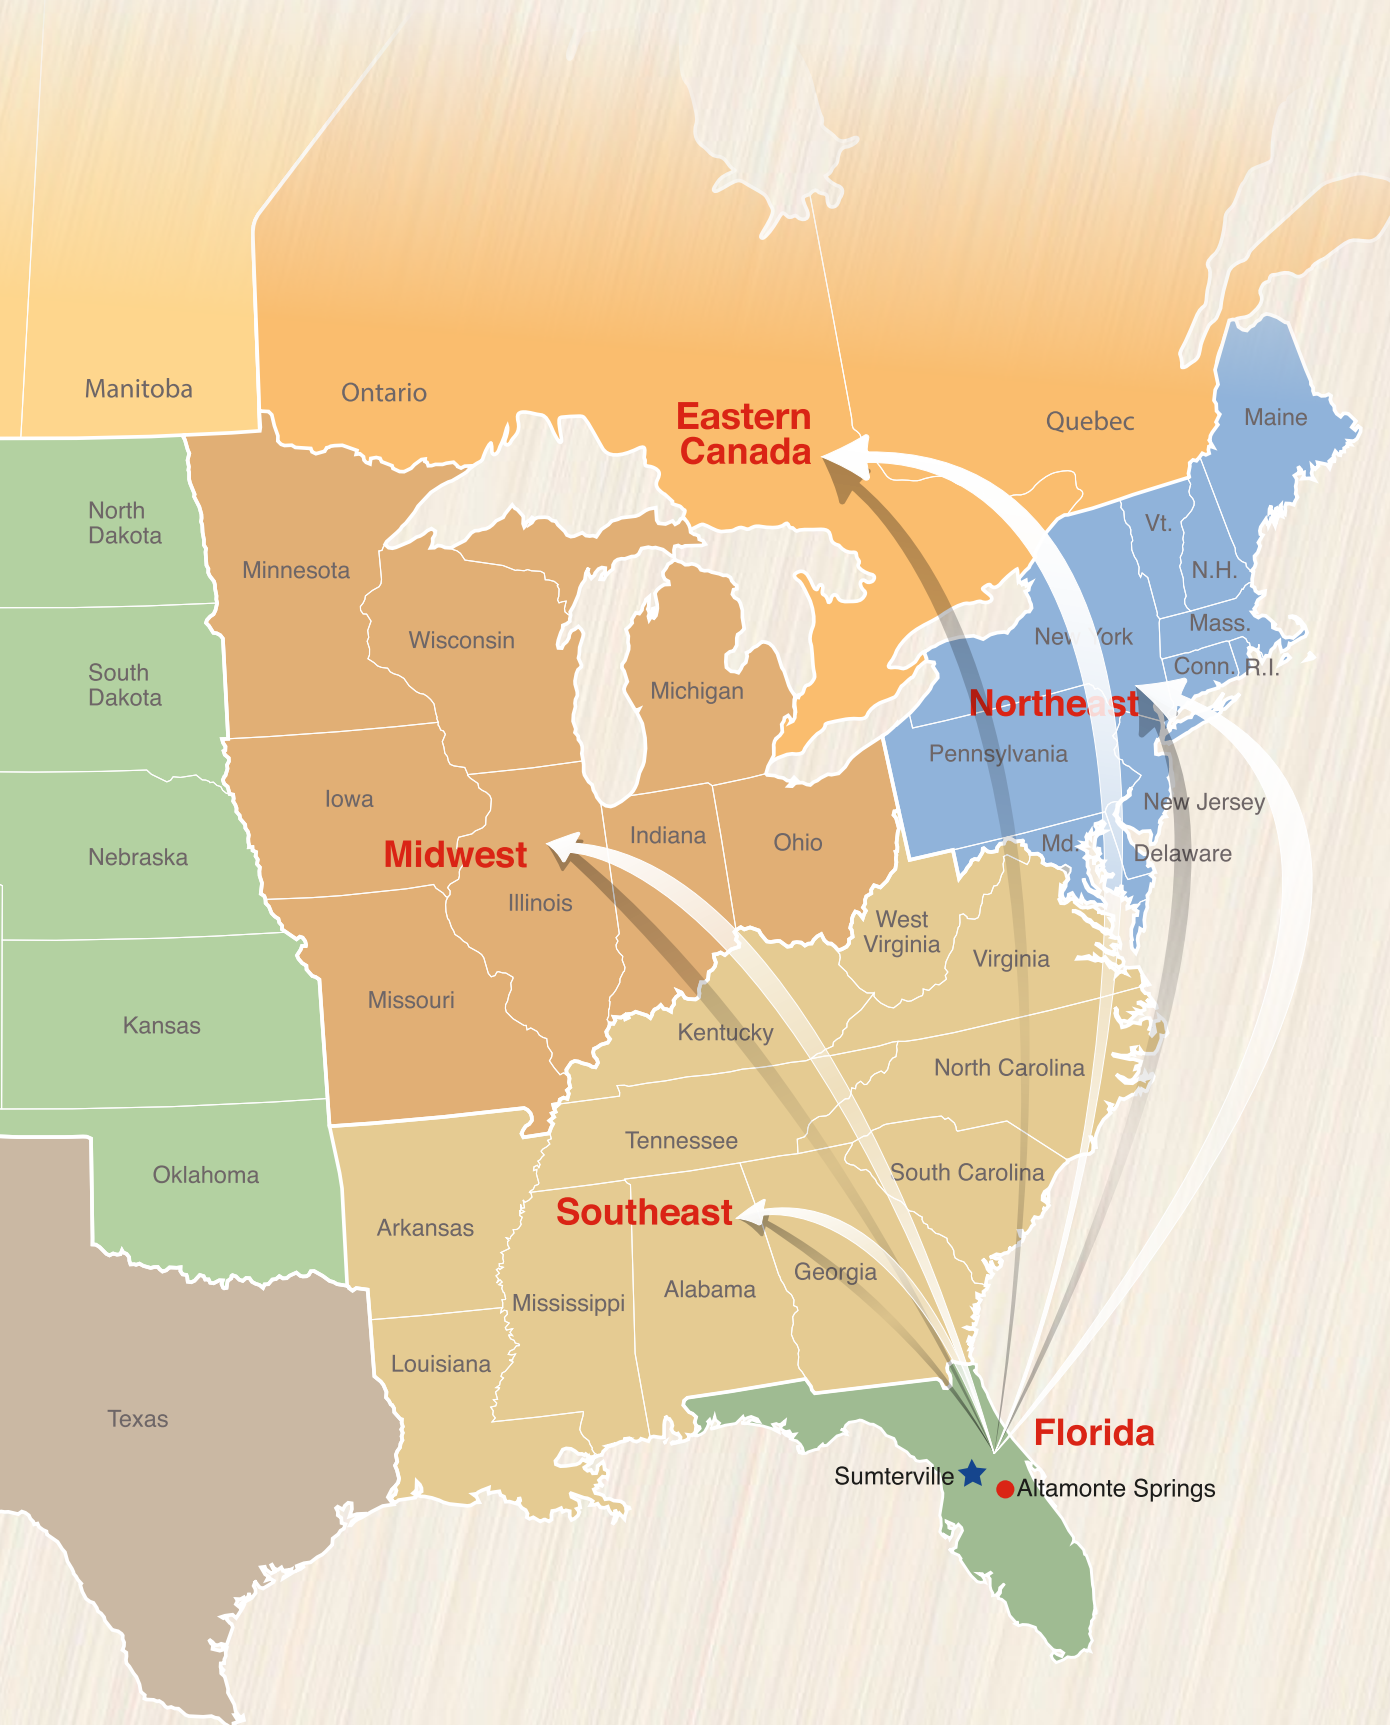 Manitoba
Ontario
Eastern
Canada
Quebec
Maine
North
Dakota
Vt.
Minnesota
N.H.
Wisconsin
New York
Mass.
South
Dakota
Michigan
Conn.
R.I.
Northeast
Pennsylvania
Iowa
New Jersey
Indiana
Ohio
Md.
Delaware
Midwest
Nebraska
Illinois
West
Virginia
Virginia
Missouri
Kansas
Kentucky
North Carolina
Tennessee
Oklahoma
South Carolina
Southeast
Arkansas
Georgia
Alabama
Mississippi
Louisiana
Texas
Florida
Sumterville
Altamonte Springs